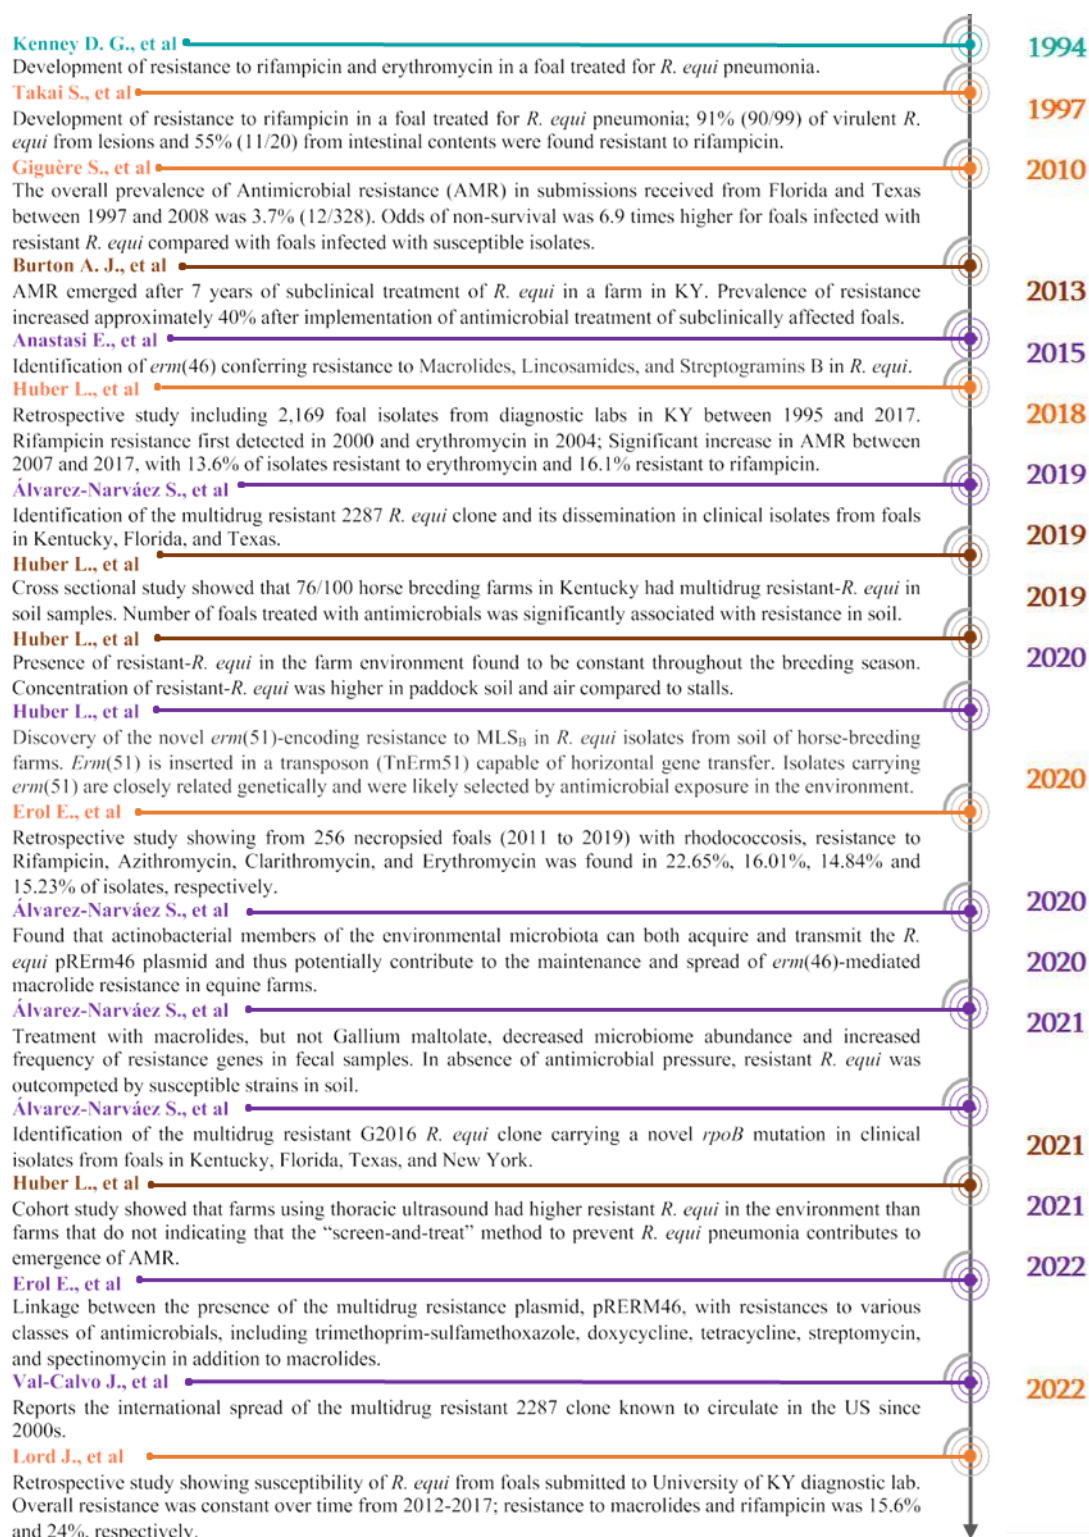 Kenney D. G., et al
1994
Development of resistance to rifampicin and erythromycin in a foal treated for R. equi pneumonia.
Takai S., et al
1997
Development of resistance to rifampicin in a foal treated for R. equi pneumonia; 91% (90/99) of virulent R.
equi from lesions and 55% (11/20) from intestinal contents were found resistant to rifampicin.
Giguère S., et al
2010
The overall prevalence of Antimicrobial resistance (AMR) in submissions received from Florida and Texas
between 1997 and 2008 was 3.7% (12/328). Odds of non-survival was 6.9 times higher for foals infected with
resistant R. equi compared with foals infected with susceptible isolates.
Burton A. J., et al
2013
AMR emerged after 7 years of subclinical treatment of R. equi in a farm in KY. Prevalence of resistance
increased approximately 40% after implementation of antimicrobial treatment of subclinically affected foals.
Anastasi E., et al
2015
Identification of erm(46) conferring resistance to Macrolides, Lincosamides, and Streptogramins B in R. equi.
Huber L., et al
2018
Retrospective study including 2,169 foal isolates from diagnostic labs in KY between 1995 and 2017.
Rifampicin resistance first detected in 2000 and erythromycin in 2004; Significant increase in AMR between
2007 and 2017, with 13.6% of isolates resistant to erythromycin and 16.1% resistant to rifampicin.
2019
Álvarez-Narváez S., et al
Identification of the multidrug resistant 2287 R. equi clone and its dissemination in clinical isolates from foals
in Kentucky, Florida, and Texas.
2019
Huber L., et al
Cross sectional study showed that 76/100 horse breeding farms in Kentucky had multidrug resistant-R. equi in
soil samples. Number of foals treated with antimicrobials was significantly associated with resistance in soil.
2019
Huber L., et al
2020
Presence of resistant-R. equi in the farm environment found to be constant throughout the breeding season.
Concentration of resistant-R. equi was higher in paddock soil and air compared to stalls.
Huber L., et al
Discovery of the novel erm(51)-encoding resistance to MLSB in R. equi isolates from soil of horse-breeding
farms. Erm(51) is inserted in a transposon (TnErm51) capable of horizontal gene transfer. Isolates carrying
erm(51) are closely related genetically and were likely selected by antimicrobial exposure in the environment.
2020
Erol E., et al
Retrospective study showing from 256 necropsied foals (2011 to 2019) with rhodococcosis, resistance to
Rifampicin, Azithromycin, Clarithromycin, and Erythromycin was found in 22.65%, 16.01%, 14.84% and
15.23% of isolates, respectively.
2020
Álvarez-Narváez S., et al
Found that actinobacterial members of the environmental microbiota can both acquire and transmit the R.
equi pRErm46 plasmid and thus potentially contribute to the maintenance and spread of erm(46)-mediated
macrolide resistance in equine farms.
2020
Álvarez-Narváez S., et al
2021
Treatment with macrolides, but not Gallium maltolate, decreased microbiome abundance and increased
frequency of resistance genes in fecal samples. In absence of antimicrobial pressure, resistant R. equi was
outcompeted by susceptible strains in soil.
Álvarez-Narváez S., et al
Identification of the multidrug resistant G2016 R. equi clone carrying a novel rpoB mutation in clinical
isolates from foals in Kentucky, Florida, Texas, and New York.
2021
Huber L., et al
2021
Cohort study showed that farms using thoracic ultrasound had higher resistant R. equi in the environment than
farms that do not indicating that the “screen-and-treat” method to prevent R. equi pneumonia contributes to
emergence of AMR.
2022
Erol E., et al
Linkage between the presence of the multidrug resistance plasmid, pRERM46, with resistances to various
classes of antimicrobials, including trimethoprim-sulfamethoxazole, doxycycline, tetracycline, streptomycin,
and spectinomycin in addition to macrolides.
Val-Calvo J., et al
2022
Reports the international spread of the multidrug resistant 2287 clone known to circulate in the US since
2000s.
Lord J., et al
Retrospective study showing susceptibility of R. equi from foals submitted to University of KY diagnostic lab.
Overall resistance was constant over time from 2012-2017; resistance to macrolides and rifampicin was 15.6%
and 24%, respectively.